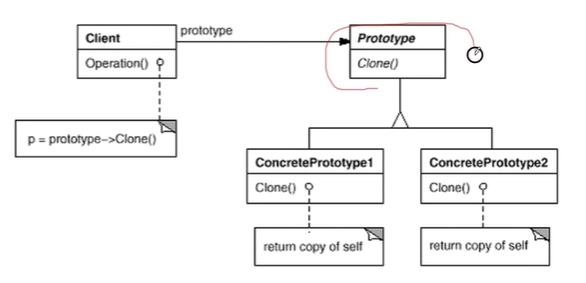 Client
prototype
Prototype
Operation()
Clone()
p = prototype->Clone()
ConcretePrototype1
ConcretePrototype2
Clone()
Clone()
return copy of self
return copy of self